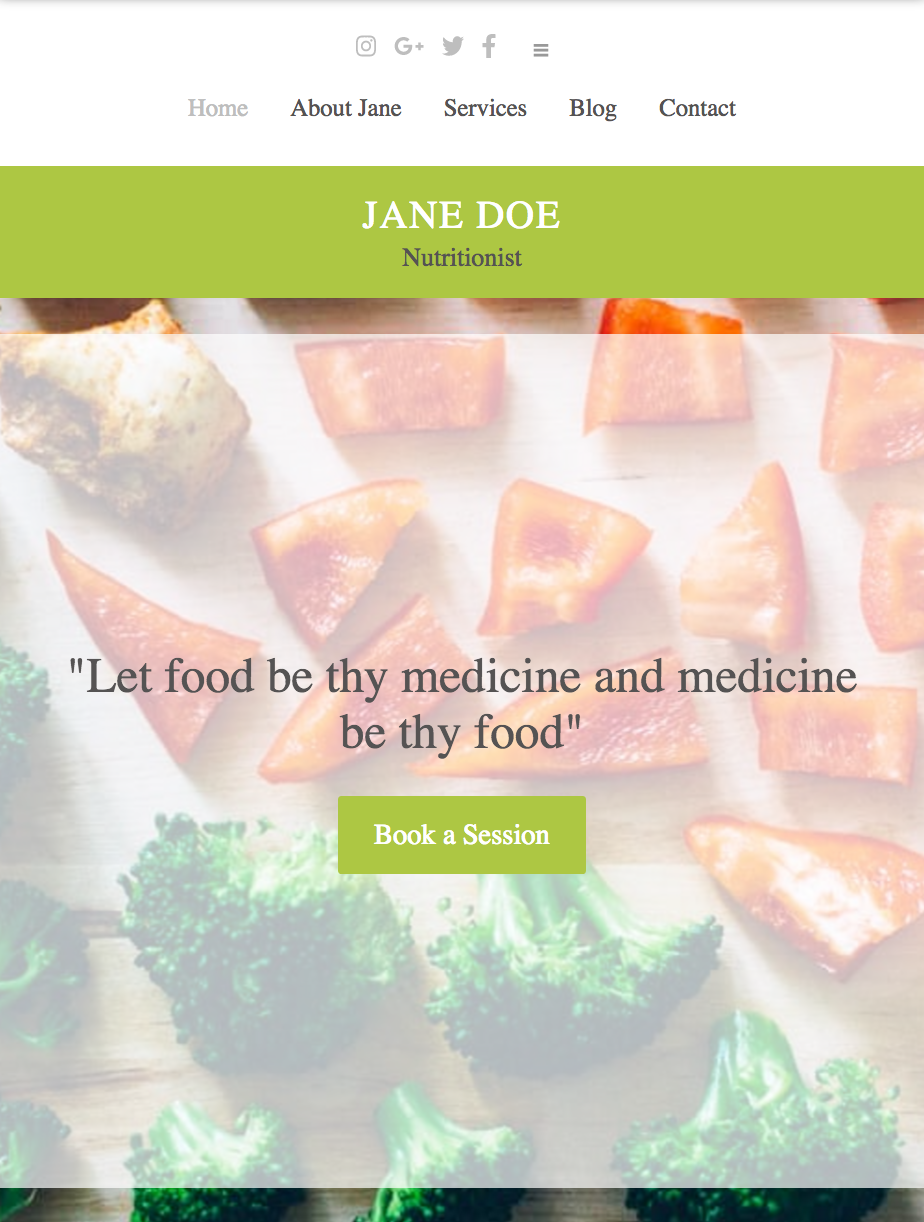 Home About Jane Services Blog Contact
JANE DOE
Nutritionist
"Let food be thy medicine and medicine
be thy food"
Book a Session